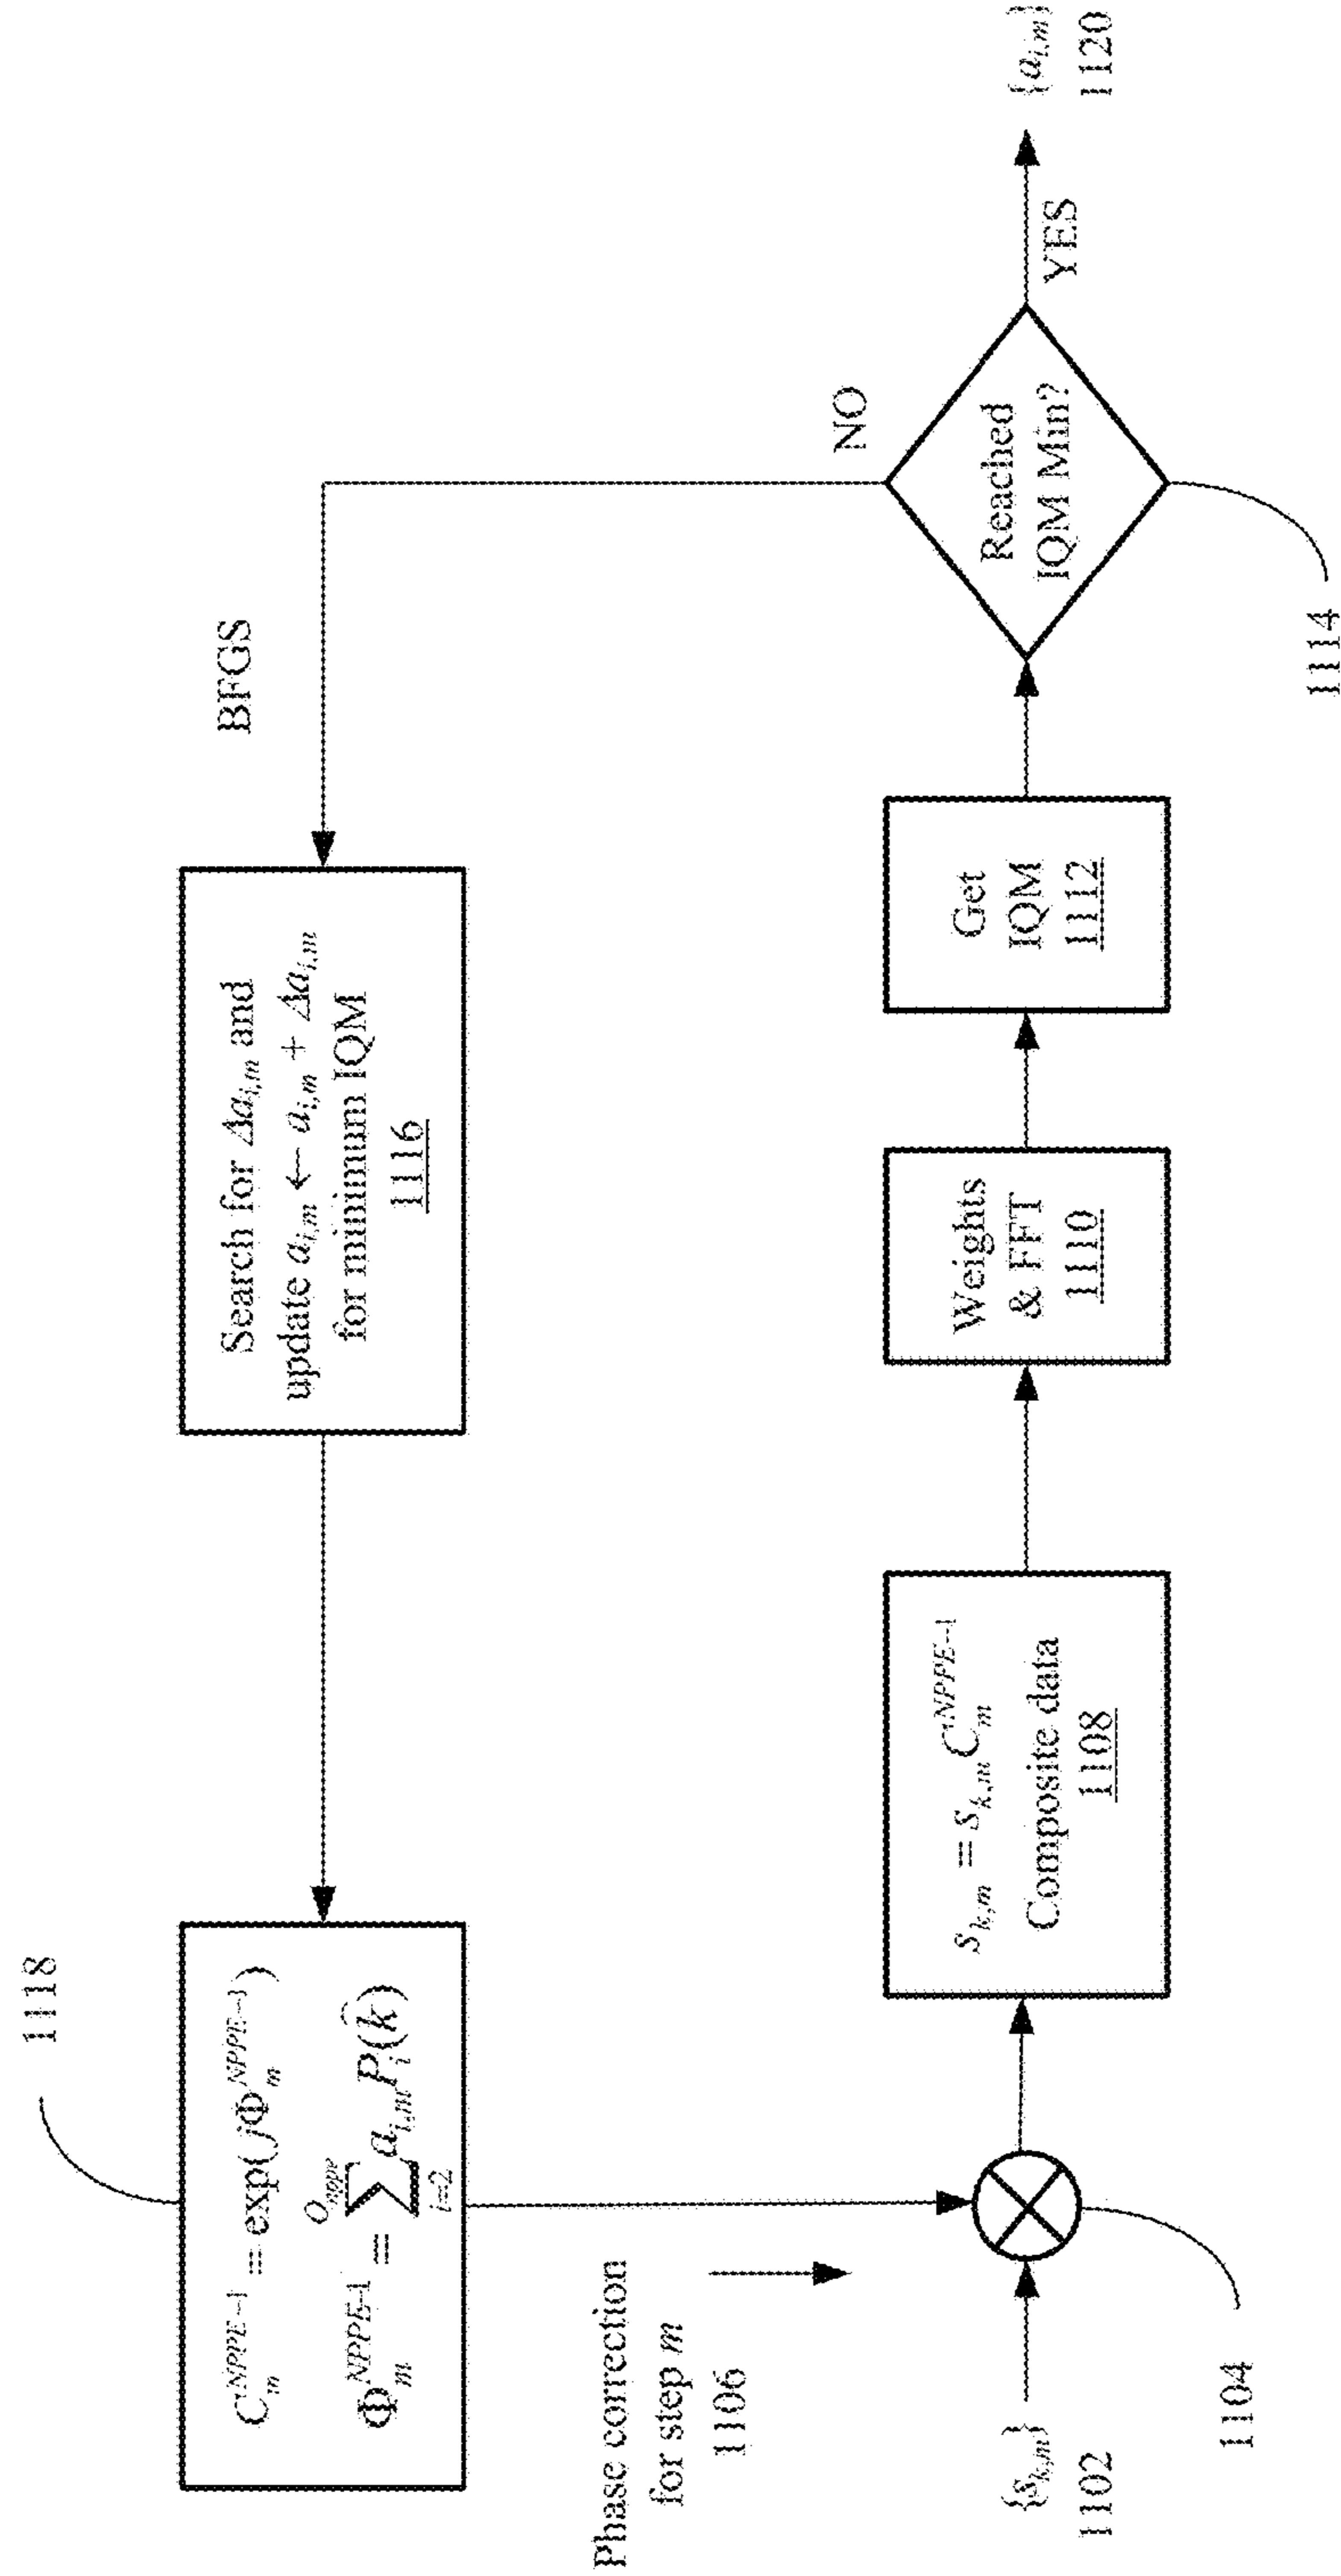 1118
C_m^{NPPE-1} = exp(jΦ_m^{NPPE-1})
Φ_m^{NPPE-1} = \sum_{i=2}^{O_{nppe}} a_{i,m} P_i(\hat{k})
Search for Δa_{i,m} and
update a_{i,m} ← a_{i,m} + Δa_{i,m}
for minimum IQM
1116
BFGS
Phase correction
for step m
1106
NO
{s_{k,m}}
1102
1104
s_{k,m} = s_{k,m} C_m^{NPPE-1}
Composite data
1108
Weights
& FFT
1110
Get
IQM
1112
Reached
IQM Min?
1114
YES
{a_{i,m}}
1120